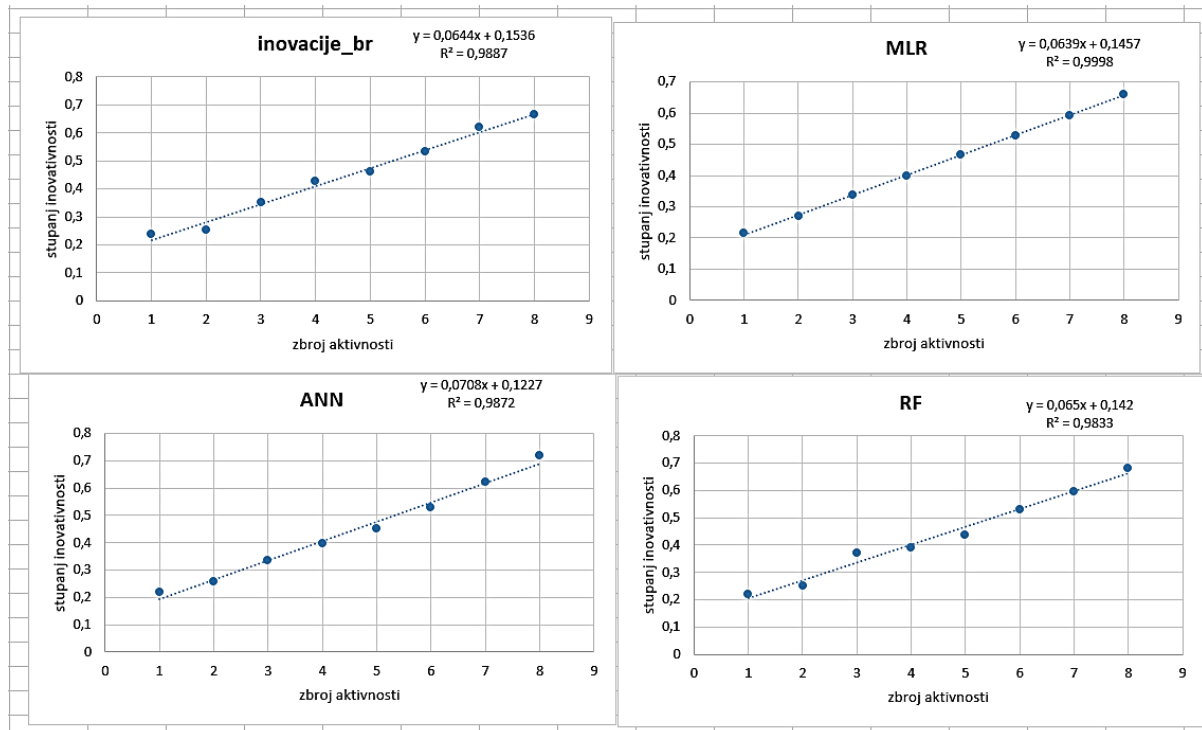 inovacije_br
y = 0,0644x + 0,1536
R² = 0,9887
0,8
0,7
0,6
0,5
0,4
0,3
0,2
0,1
0
stupanj inovativnosti
0 1 2 3 4 5 6 7 8 9
zbroj aktivnosti
MLR
y = 0,0639x + 0,1457
R² = 0,9998
0,7
0,6
0,5
0,4
0,3
0,2
0,1
0
stupanj inovativnosti
0 1 2 3 4 5 6 7 8 9
zbroj aktivnosti
ANN
y = 0,0708x + 0,1227
R² = 0,9872
0,8
0,7
0,6
0,5
0,4
0,3
0,2
0,1
0
stupanj inovativnosti
0 1 2 3 4 5 6 7 8 9
zbroj aktivnosti
RF
y = 0,065x + 0,142
R² = 0,9833
0,8
0,7
0,6
0,5
0,4
0,3
0,2
0,1
0
stupanj inovativnosti
0 1 2 3 4 5 6 7 8 9
zbroj aktivnosti